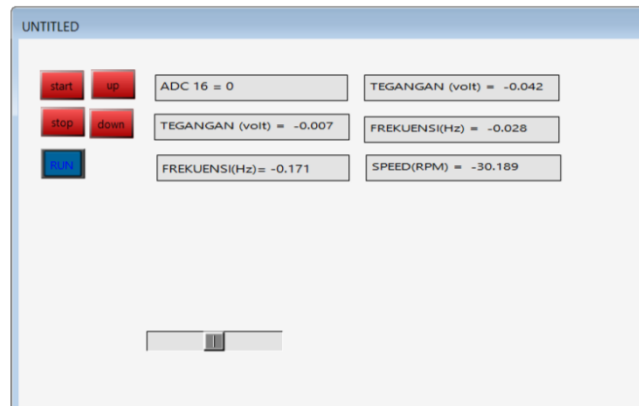 UNTITLED
start up ADC 16 = 0 TEGANGAN (volt) = -0.042
stop down TEGANGAN (volt) = -0.007 FREKUENSI(Hz) = -0.028
RUN FREKUENSI(Hz)= -0.171 SPEED(RPM) = -30.189